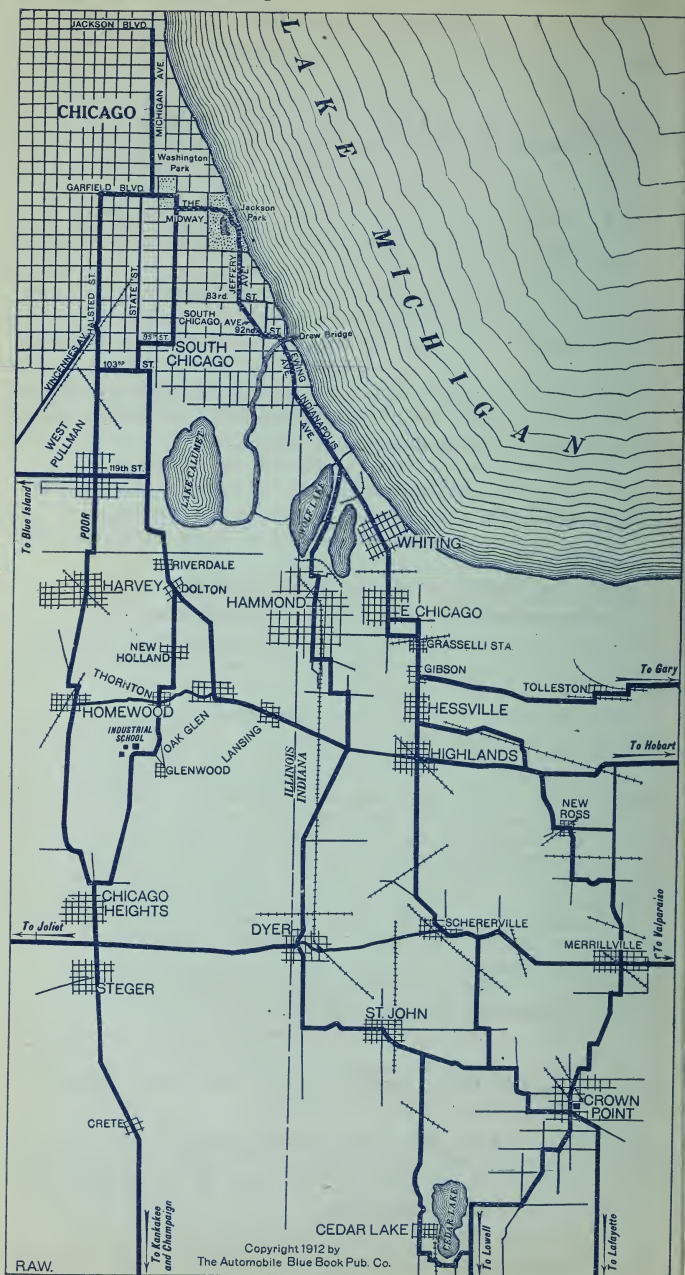 JACKSON BLVD
LAKE MICHIGAN
MICHIGAN AVE.
CHICAGO
Washington
Park
GARFIELD BLVD.
THE
MIDWAY
Jackson
Park
HALSTED ST.
STATE ST.
JEFFERY
AVE.
83rd. ST.
SOUTH
CHICAGO AVE.
92nd ST.
Draw Bridge
VINCENNES AV.
95TH ST.
SOUTH
CHICAGO
103RD ST.
EWING
AVE.
INDIANAPOLIS
AVE.
WEST
PULLMAN
LAKE CALUMET
119th ST.
WOLF LAKE
To Blue Island
POOR
WHITING
RIVERDALE
HARVEY
DOLTON
HAMMOND
E CHICAGO
NEW
HOLLAND
GRASSELLI STA.
GIBSON
To Gary
THORNTON
TOLLESTON
HOMEWOOD
HESSVILLE
OAK GLEN
LANSING
INDUSTRIAL
SCHOOL
To Hobart
HIGHLANDS
GLENWOOD
ILLINOIS
INDIANA
NEW
ROSS
CHICAGO
HEIGHTS
To Joliet
DYER
SCHERERVILLE
MERRILLVILLE
To Valparaiso
STEGER
ST. JOHN
CROWN
POINT
CRETE
To Kankakee
and Champaign
CEDAR LAKE
CEDAR LAKE
To Lowell
To Lafayette
Copyright 1912 by
The Automobile Blue Book Pub. Co.
R.A.W.